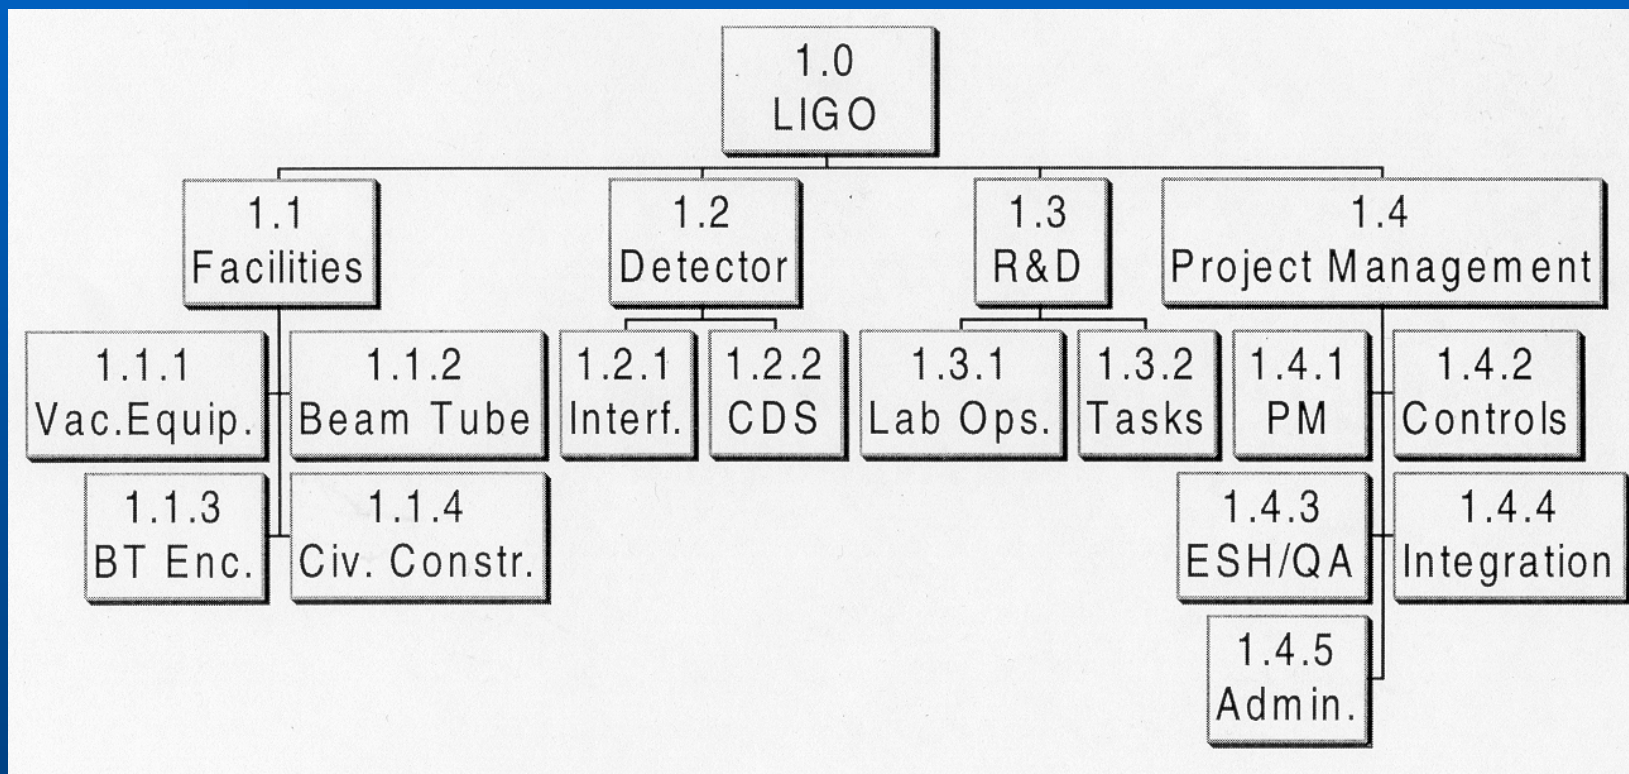 1.0
LIGO
1.1
Facilities
1.2
Detector
1.3
R&D
1.4
Project Management
1.1.1
Vac.Equip.
1.1.2
Beam Tube
1.2.1
Interf.
1.2.2
CDS
1.3.1
Lab Ops.
1.3.2
Tasks
1.4.1
PM
1.4.2
Controls
1.1.3
BT Enc.
1.1.4
Civ. Constr.
1.4.3
ESH/QA
1.4.4
Integration
1.4.5
Admin.